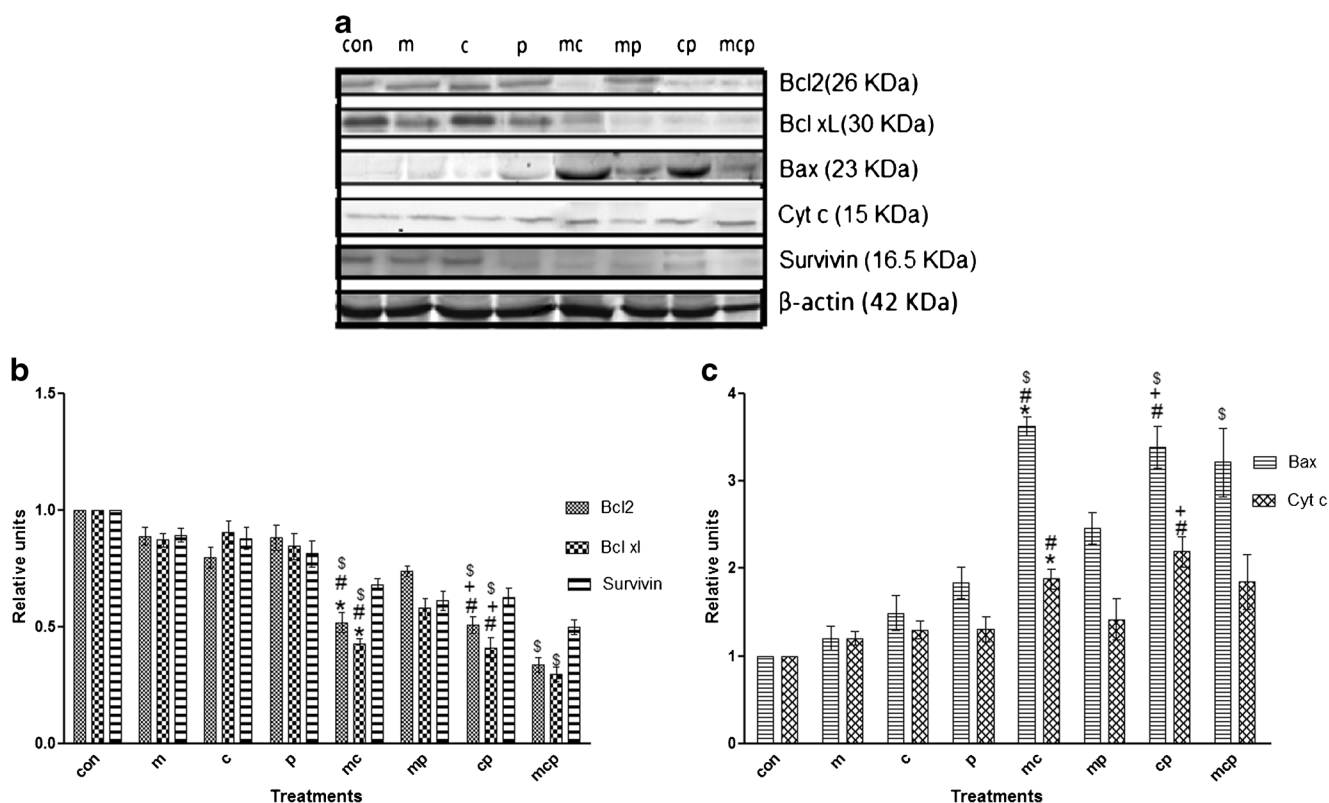 a
con m c p mc mp cp mcp
Bcl2(26 KDa)
Bcl xL(30 KDa)
Bax (23 KDa)
Cyt c (15 KDa)
Survivin (16.5 KDa)
β-actin (42 KDa)
b
1.5
1.0
0.5
0.0
Relative units
$ # * $ # *
$ + # $ + #
$ $
con m c p mc mp cp mcp
Treatments
Bcl2
Bcl xl
Survivin
c
4
3
2
1
0
Relative units
$ # * # *
$ + # + #
$
con m c p mc mp cp mcp
Treatments
Bax
Cyt c